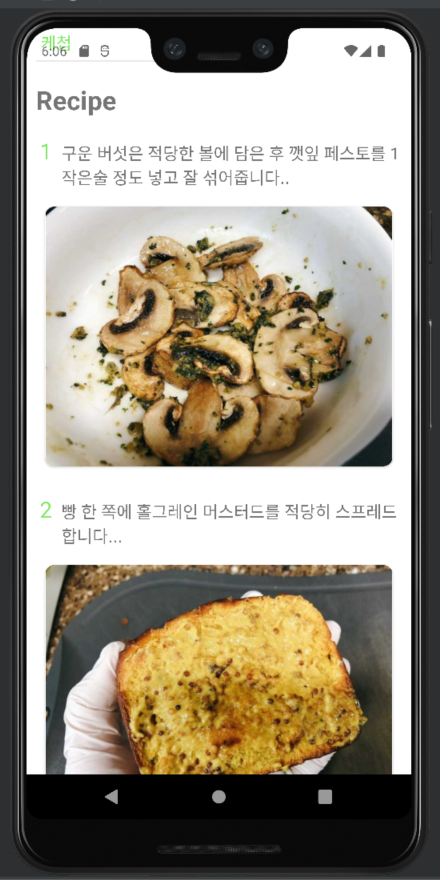 케첩
6:06
Recipe
1 구운 버섯은 적당한 볼에 담은 후 깻잎 페스토를 1
작은술 정도 넣고 잘 섞어줍니다..
2 빵 한 쪽에 홀그레인 머스터드를 적당히 스프레드
합니다...